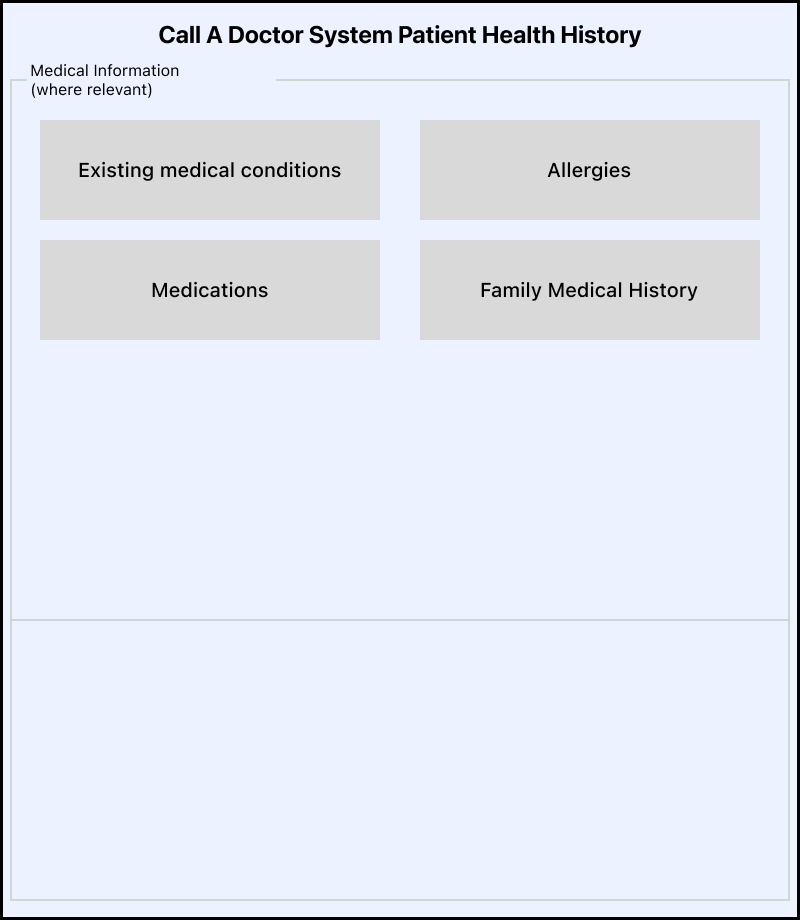 Call A Doctor System Patient Health History
Medical Information
(where relevant)
Existing medical conditions
Allergies
Medications
Family Medical History